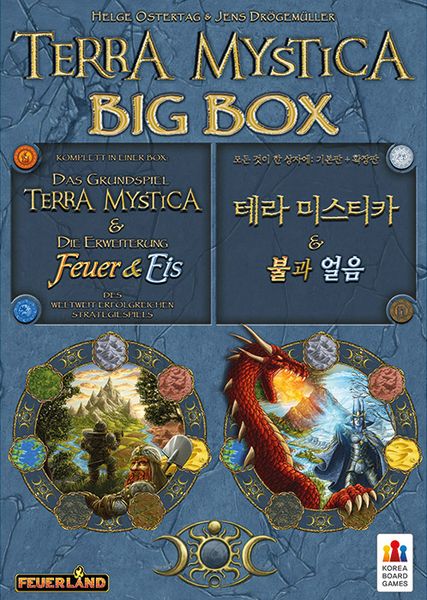 HELGE OSTERTAG & JENS DRÖGEMÜLLER
TERRA MYSTICA
BIG BOX
KOMPLETT IN EINER BOX:
DAS GRUNDSPIEL
TERRA MYSTICA
&
DIE ERWEITERUNG
Feuer & Eis
DES
WELTWEIT ERFOLGREICHEN
STRATEGIESPIELS
모든 것이 한 상자에: 기본판 + 확장판
테라 미스티카
&
불과 얼음
FEUERLAND
KOREA
BOARD
GAMES